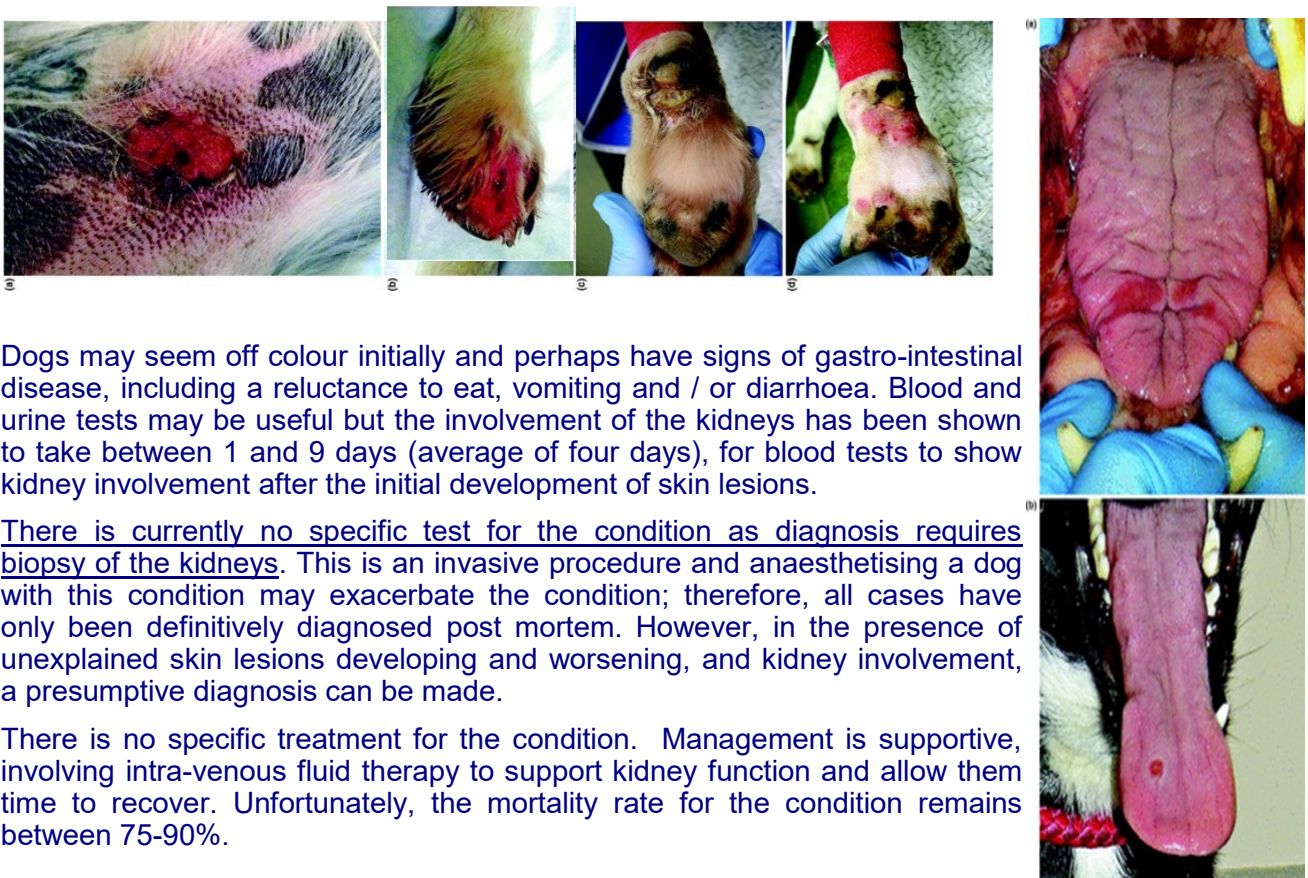 (a)
(b)
(c)
(d)
(a)
(b)
Dogs may seem off colour initially and perhaps have signs of gastro-intestinal
disease, including a reluctance to eat, vomiting and / or diarrhoea. Blood and
urine tests may be useful but the involvement of the kidneys has been shown
to take between 1 and 9 days (average of four days), for blood tests to show
kidney involvement after the initial development of skin lesions.
There is currently no specific test for the condition as diagnosis requires
biopsy of the kidneys. This is an invasive procedure and anaesthetising a dog
with this condition may exacerbate the condition; therefore, all cases have
only been definitively diagnosed post mortem. However, in the presence of
unexplained skin lesions developing and worsening, and kidney involvement,
a presumptive diagnosis can be made.
There is no specific treatment for the condition. Management is supportive,
involving intra-venous fluid therapy to support kidney function and allow them
time to recover. Unfortunately, the mortality rate for the condition remains
between 75-90%.